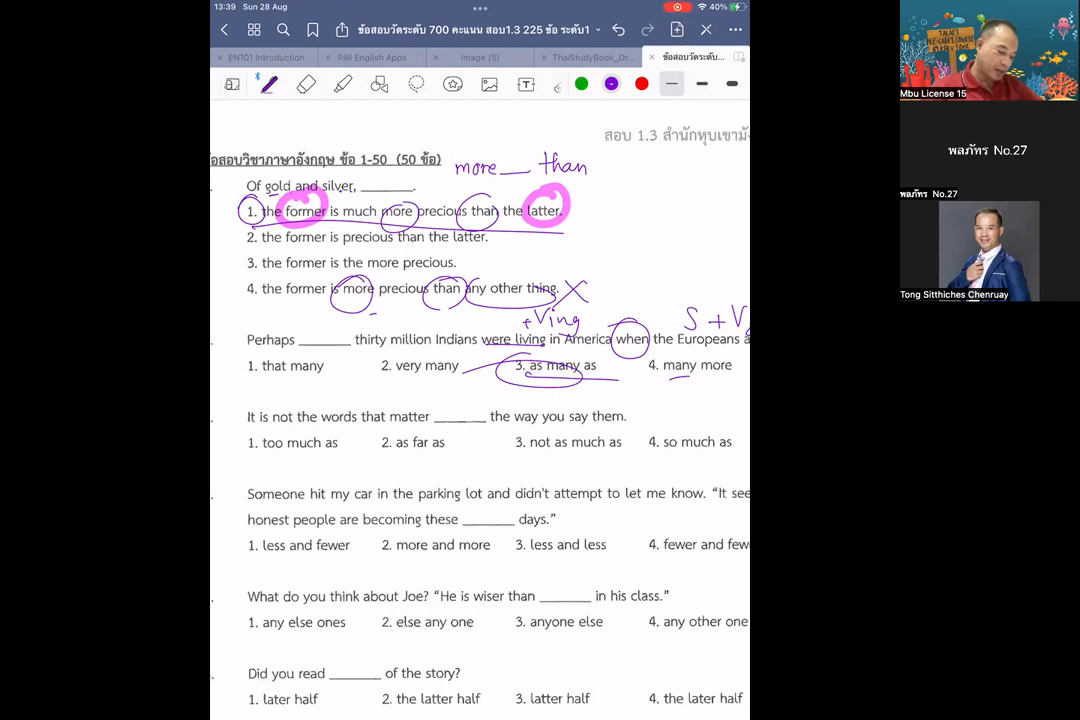 13:39 Sun 28 Aug
40%
ข้อสอบวัดระดับ 700 คะแนน สอบ1.3 225 ข้อ ระดับ1
EN101 Introduction
Pāli English Apps
Image (5)
ThaiStudyBook_Or...
ข้อสอบวัดระดับ...
สอบ 1.3 สำนักหุบเขามั
้อสอบวิชาภาษาอังกฤษ ข้อ 1-50 (50 ข้อ)
more __ than
Of gold and silver, ________.
1. the former is much more precious than the latter.
2. the former is precious than the latter.
3. the former is the more precious.
4. the former is more precious than any other thing.
+Ving
S + V
Perhaps ________ thirty million Indians were living in America when the Europeans a
1. that many 2. very many 3. as many as 4. many more
It is not the words that matter ________ the way you say them.
1. too much as 2. as far as 3. not as much as 4. so much as
Someone hit my car in the parking lot and didn't attempt to let me know. "It see
honest people are becoming these ________ days."
1. less and fewer 2. more and more 3. less and less 4. fewer and few
What do you think about Joe? "He is wiser than ________ in his class."
1. any else ones 2. else any one 3. anyone else 4. any other one
Did you read ________ of the story?
1. later half 2. the latter half 3. latter half 4. the later half
Mbu License 15
พลภัทร No.27
พลภัทร No.27
Tong Sitthiches Chenruay